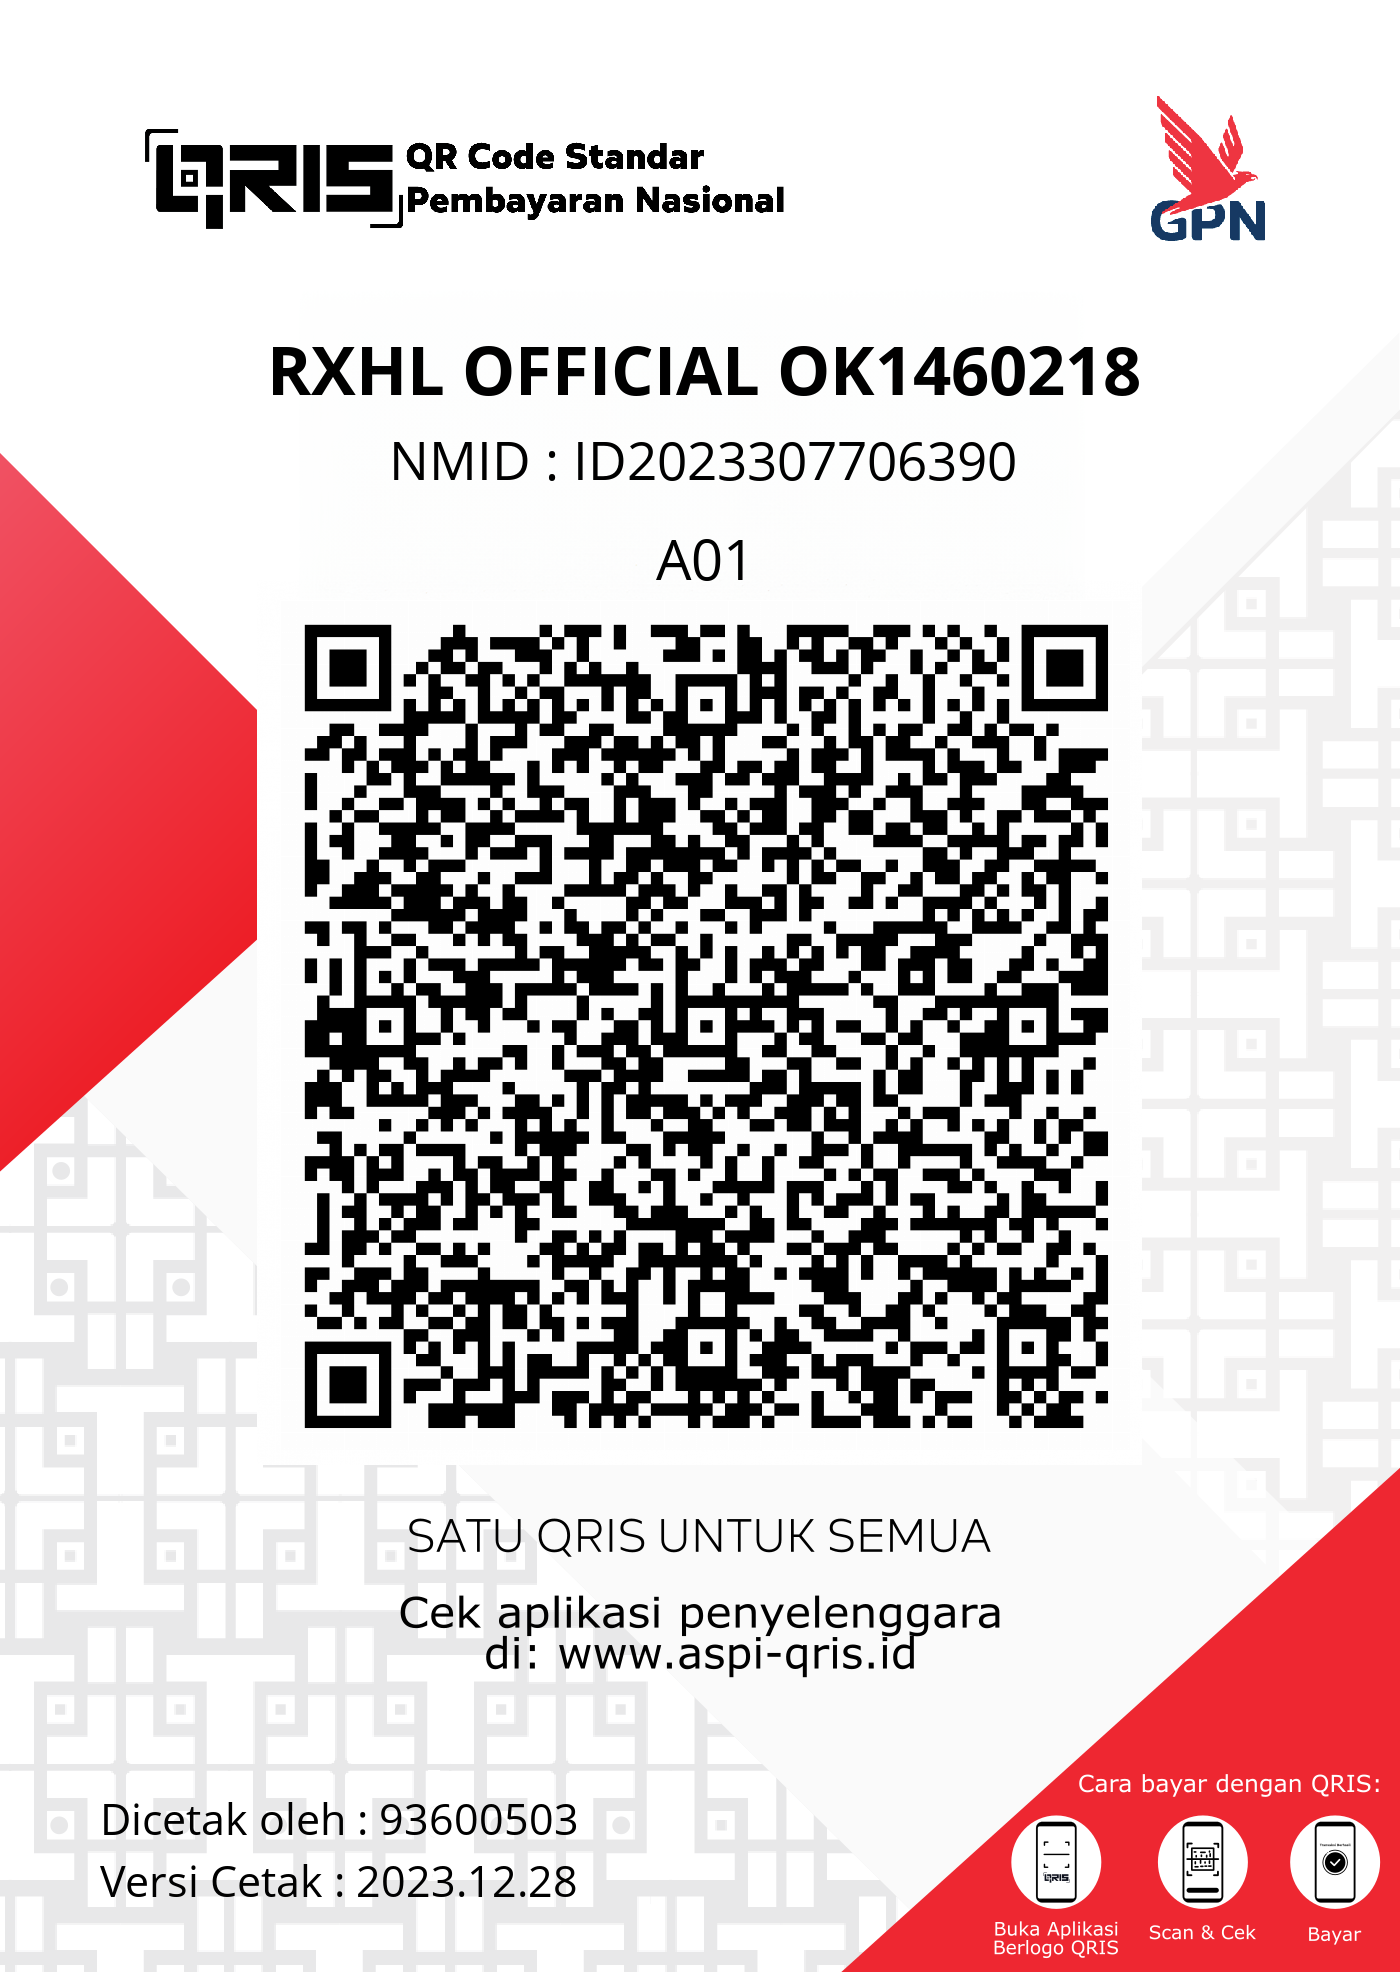 QRIS
QR Code Standar
Pembayaran Nasional
GPN
RXHL OFFICIAL OK1460218
NMID : ID2023307706390
A01
SATU QRIS UNTUK SEMUA
Cek aplikasi penyelenggara
di: www.aspi-qris.id
Dicetak oleh : 93600503
Versi Cetak : 2023.12.28
Cara bayar dengan QRIS:
QRIS
Buka Aplikasi
Berlogo QRIS
Scan & Cek
Bayar